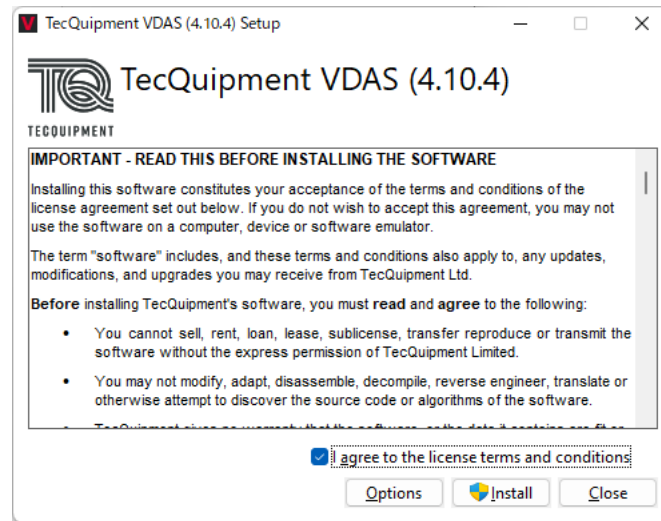 TecQuipment VDAS (4.10.4) Setup
TecQuipment VDAS (4.10.4)
TECQUIPMENT
IMPORTANT - READ THIS BEFORE INSTALLING THE SOFTWARE
Installing this software constitutes your acceptance of the terms and conditions of the
license agreement set out below. If you do not wish to accept this agreement, you may not
use the software on a computer, device or software emulator.
The term "software" includes, and these terms and conditions also apply to, any updates,
modifications, and upgrades you may receive from TecQuipment Ltd.
Before installing TecQuipment's software, you must read and agree to the following:
• You cannot sell, rent, loan, lease, sublicense, transfer reproduce or transmit the
software without the express permission of TecQuipment Limited.
• You may not modify, adapt, disassemble, decompile, reverse engineer, translate or
otherwise attempt to discover the source code or algorithms of the software.
I agree to the license terms and conditions
Options Install Close